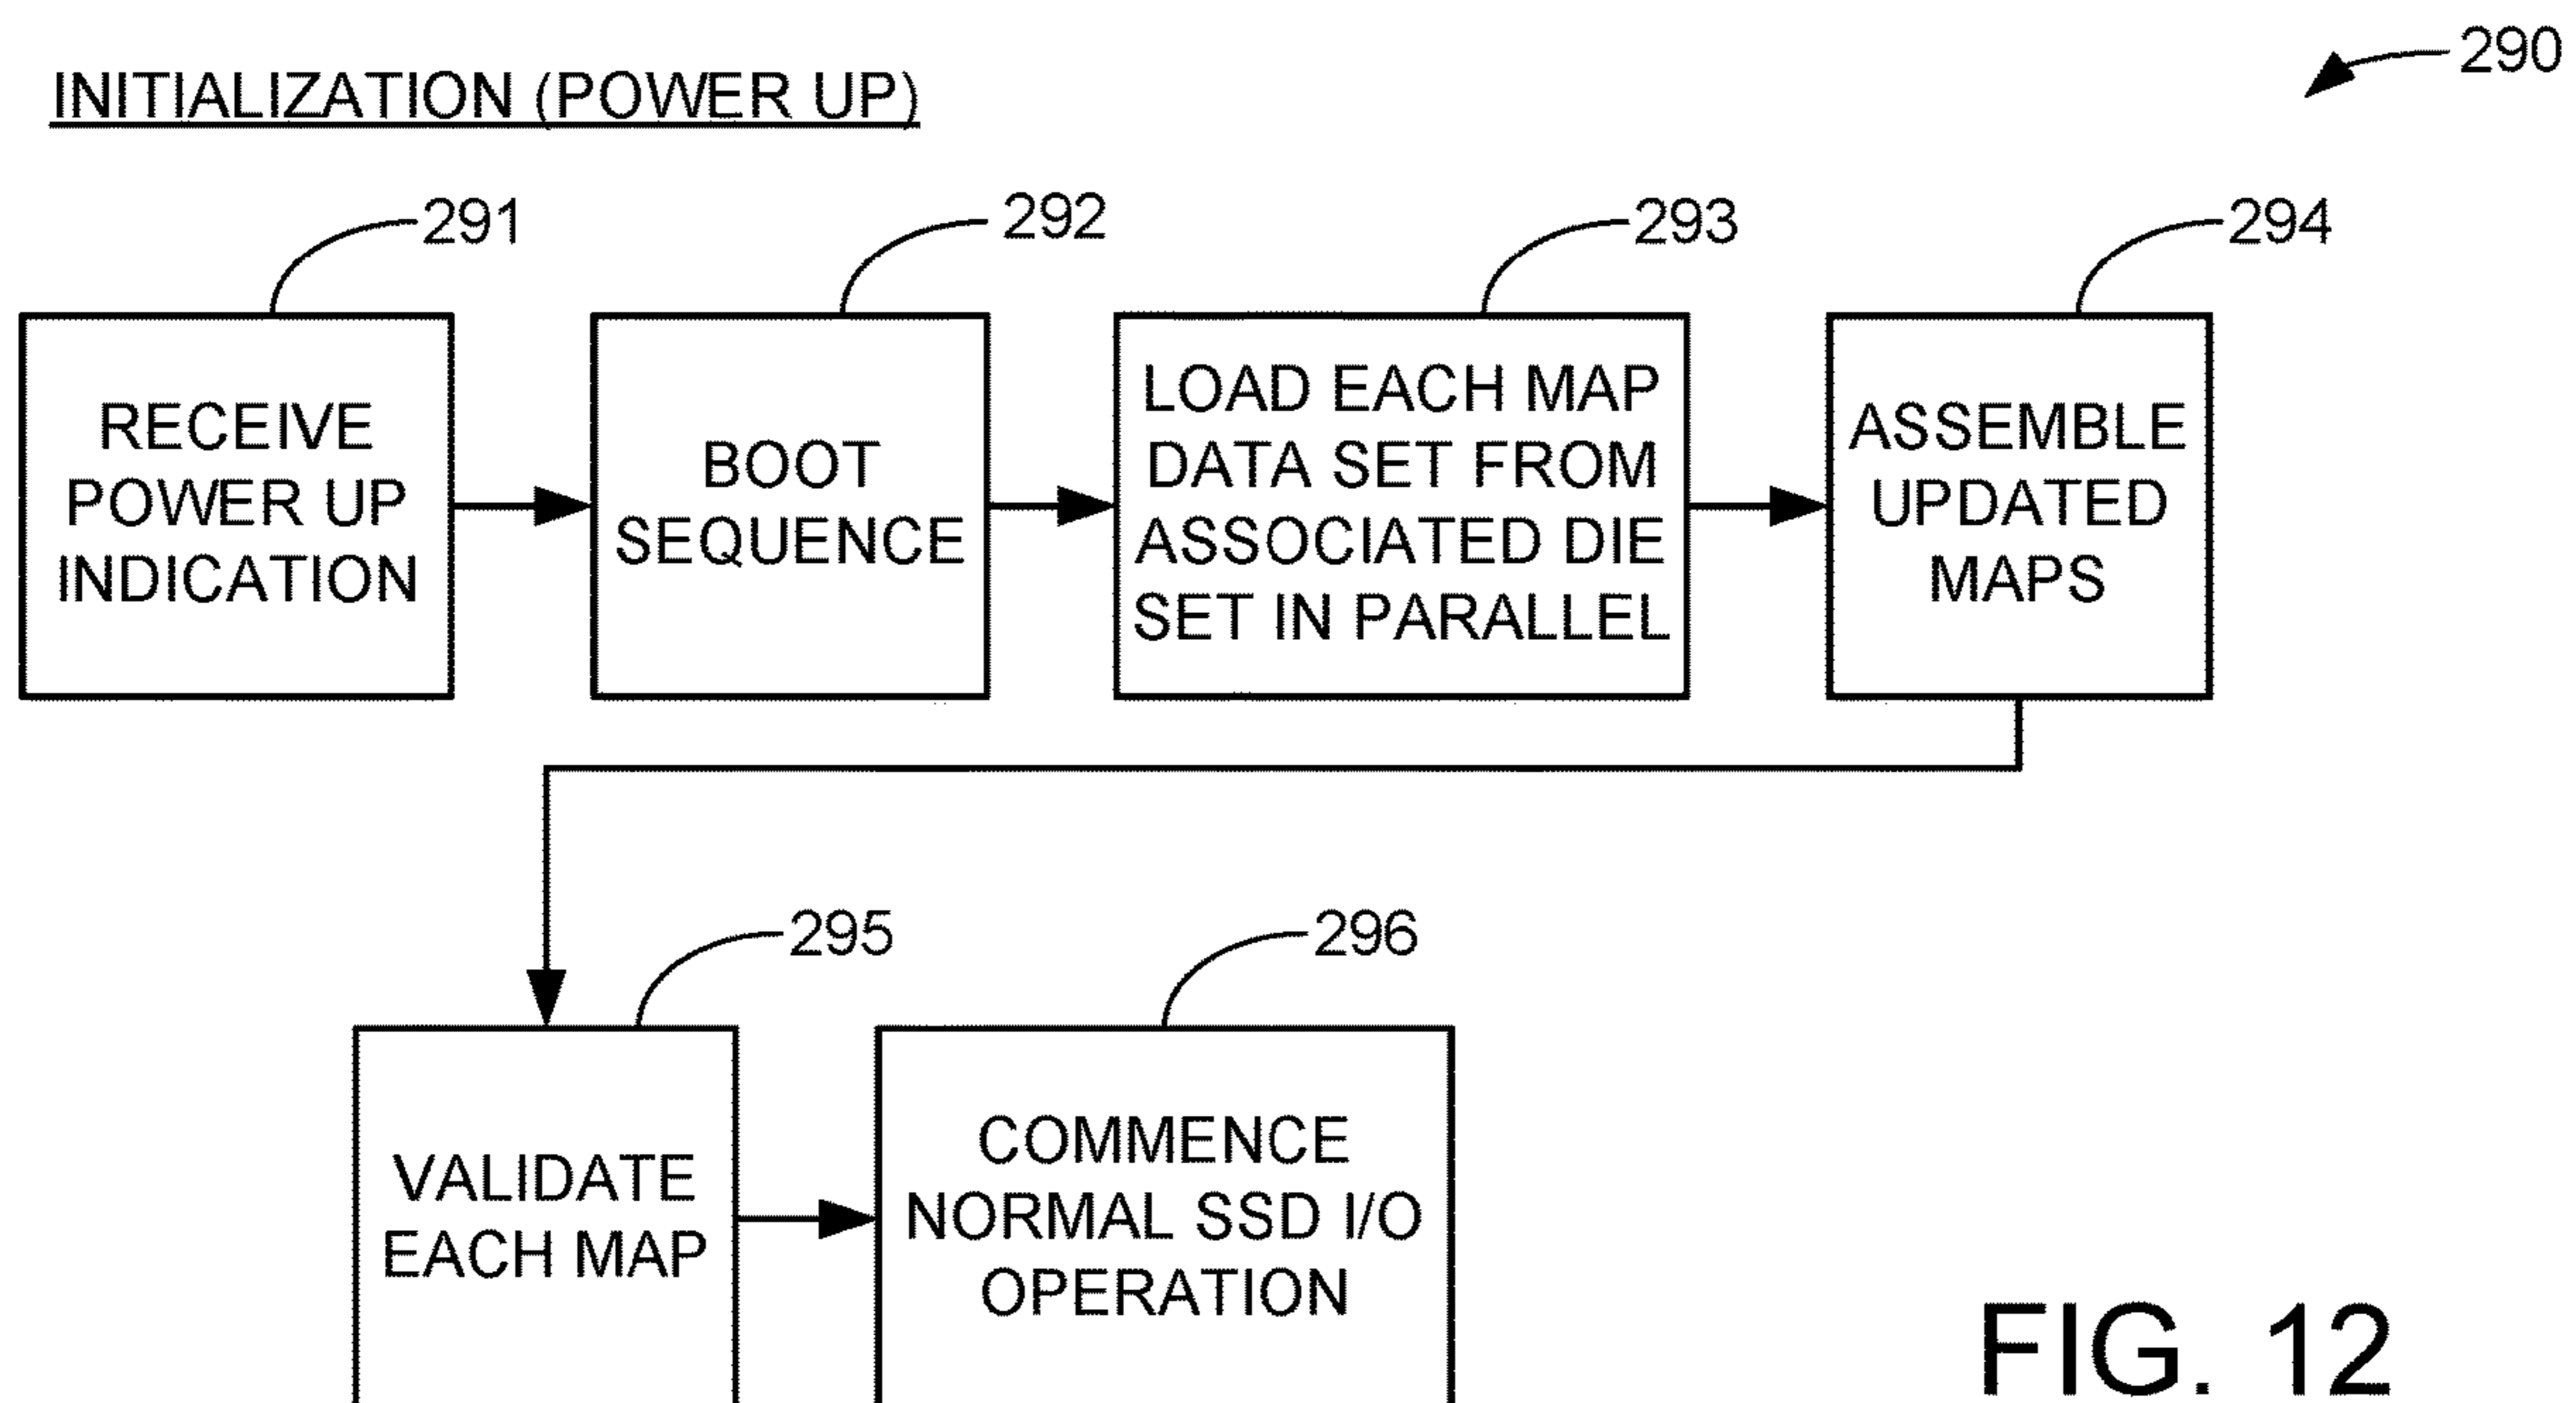 290
INITIALIZATION (POWER UP)
291
292
293
294
RECEIVE
POWER UP
INDICATION
BOOT
SEQUENCE
LOAD EACH MAP
DATA SET FROM
ASSOCIATED DIE
SET IN PARALLEL
ASSEMBLE
UPDATED
MAPS
295
296
VALIDATE
EACH MAP
COMMENCE
NORMAL SSD I/O
OPERATION
FIG. 12